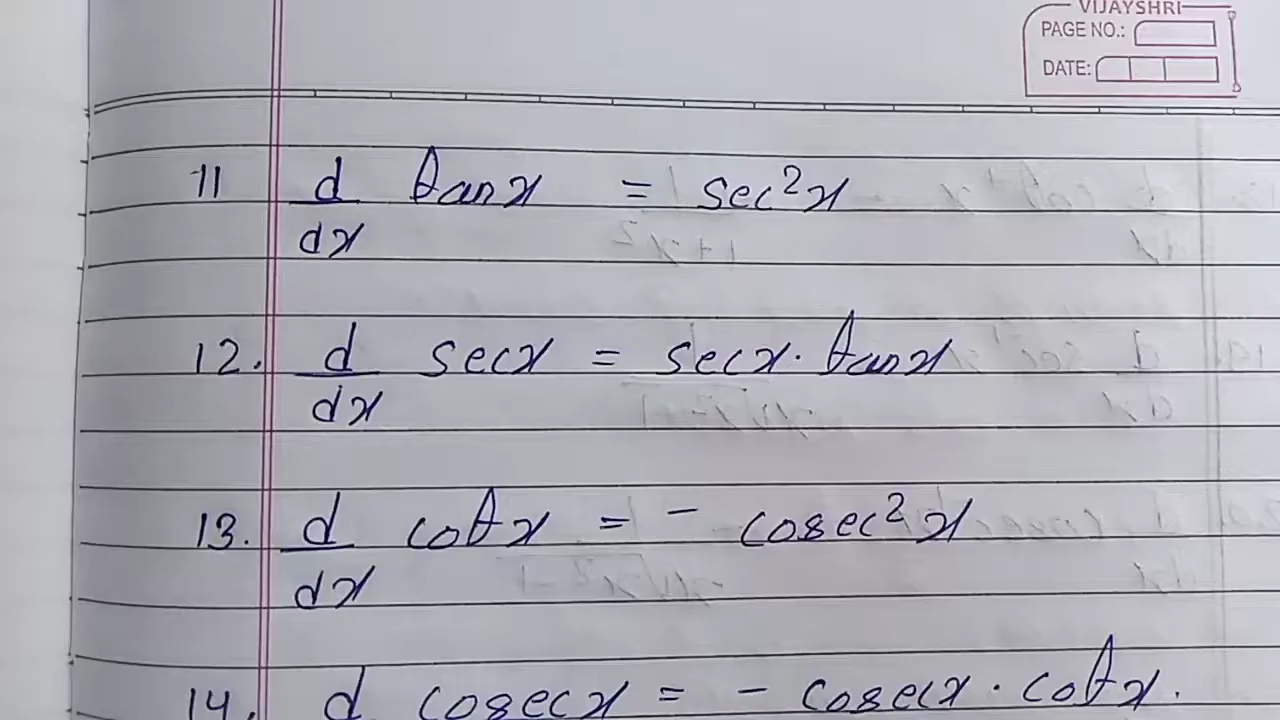 VIJAYSHRI
PAGE NO.:
DATE:
11 d/dx tanx = sec²x
12. d/dx secx = secx · tanx
13. d/dx cotx = - cosec²x
14. d cosecx = - cosecx · cotx.